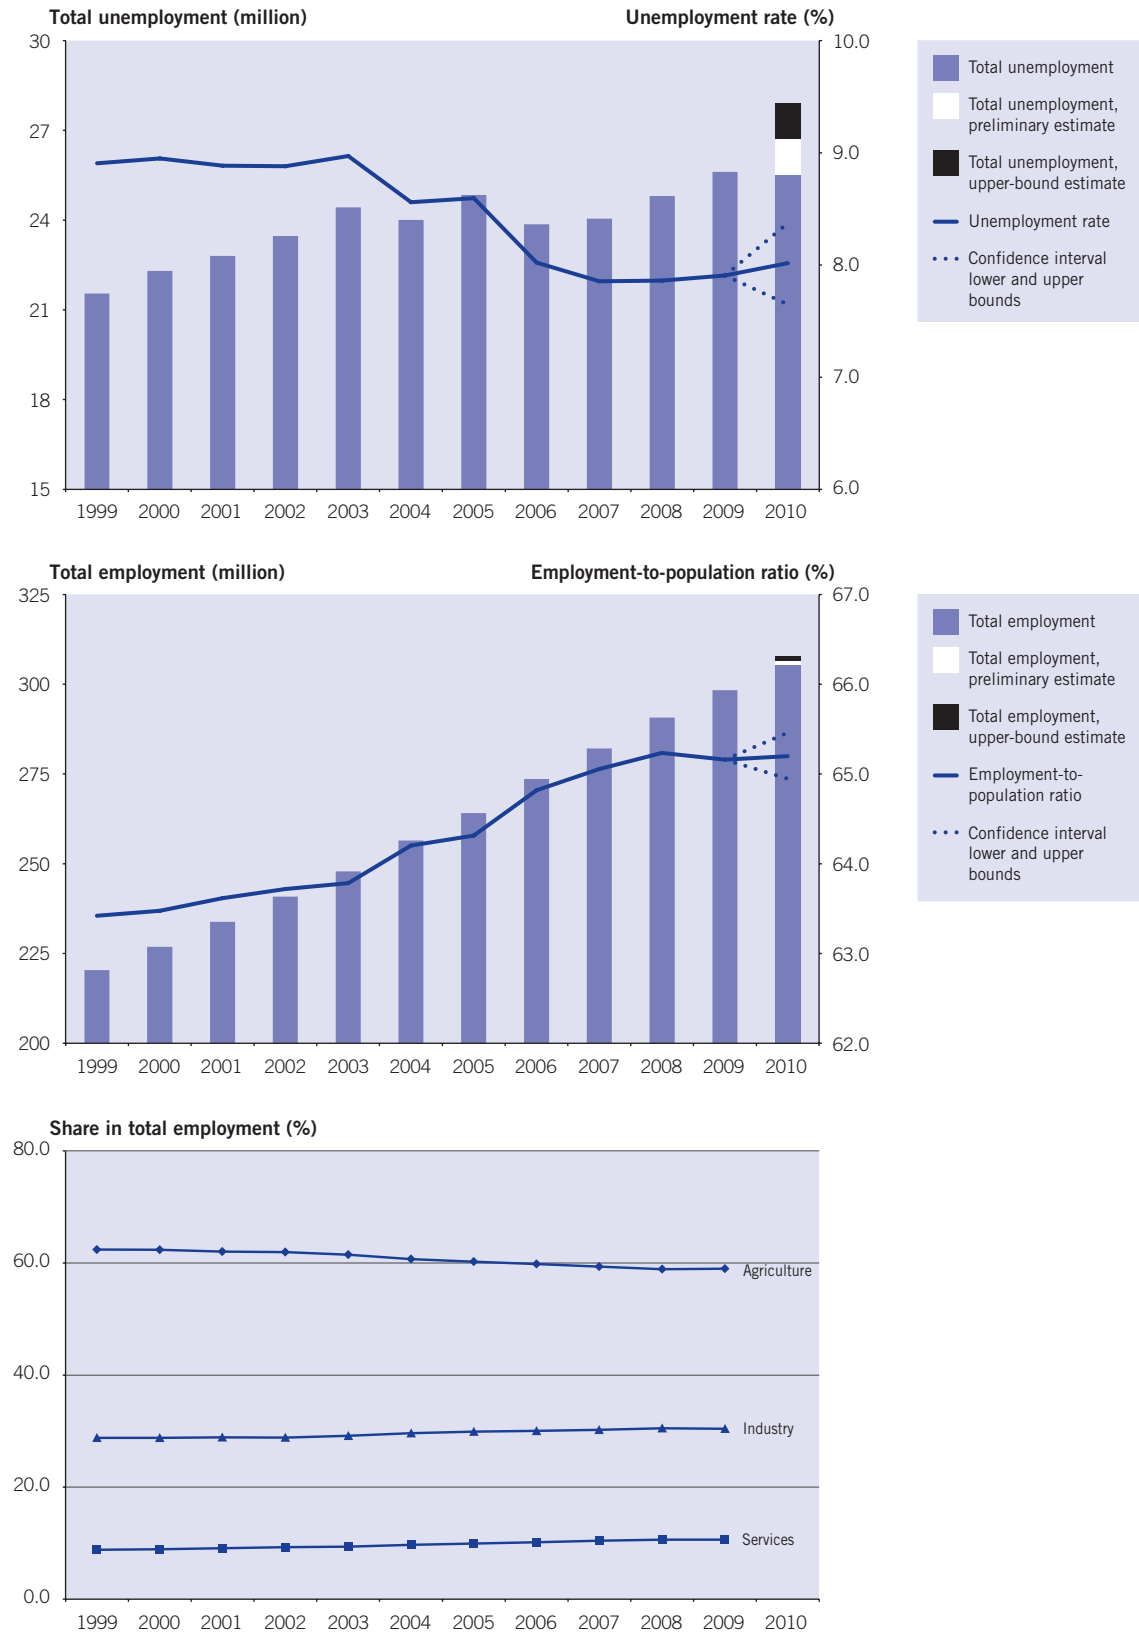 Total unemployment (million)
Unemployment rate (%)
30
27
24
21
18
15
10.0
9.0
8.0
7.0
6.0
1999 2000 2001 2002 2003 2004 2005 2006 2007 2008 2009 2010
Total unemployment
Total unemployment,
preliminary estimate
Total unemployment,
upper-bound estimate
Unemployment rate
Confidence interval
lower and upper
bounds
Total employment (million)
Employment-to-population ratio (%)
325
300
275
250
225
200
67.0
66.0
65.0
64.0
63.0
62.0
1999 2000 2001 2002 2003 2004 2005 2006 2007 2008 2009 2010
Total employment
Total employment,
preliminary estimate
Total employment,
upper-bound estimate
Employment-to-
population ratio
Confidence interval
lower and upper
bounds
Share in total employment (%)
80.0
60.0
40.0
20.0
0.0
Agriculture
Industry
Services
1999 2000 2001 2002 2003 2004 2005 2006 2007 2008 2009 2010